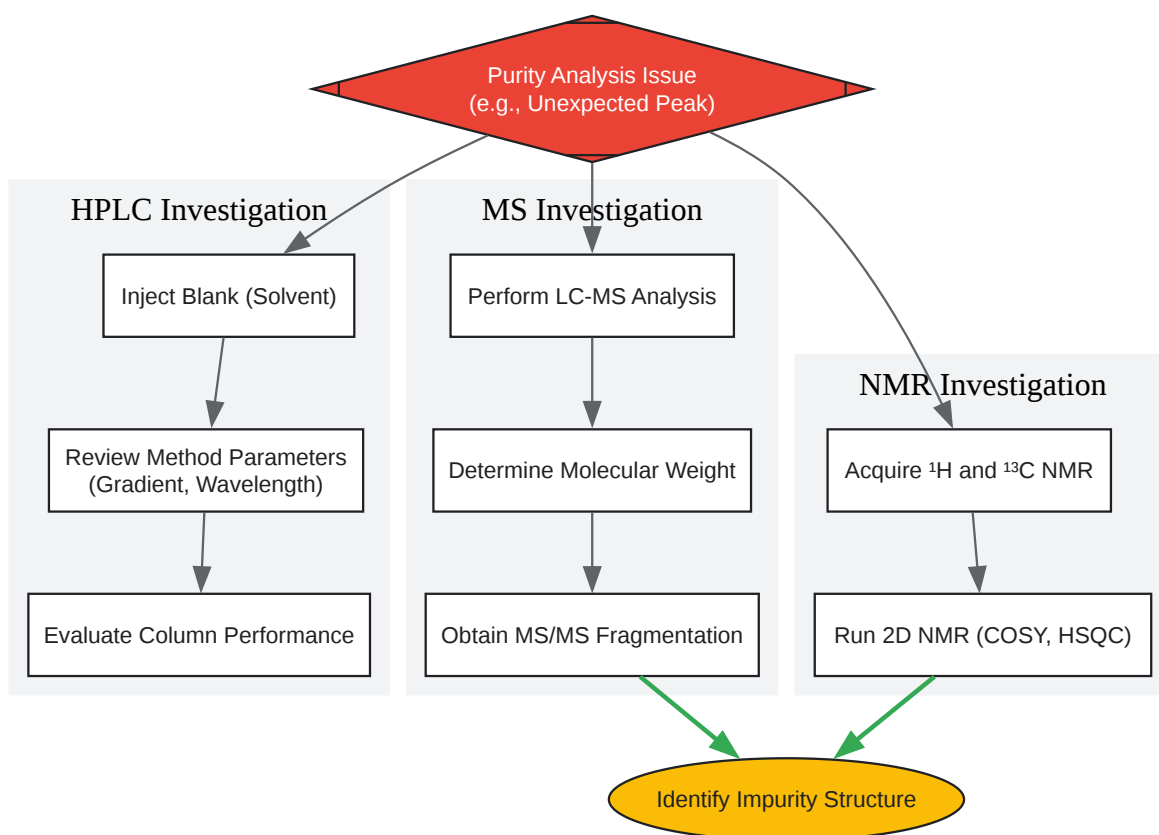 Purity Analysis Issue
(e.g., Unexpected Peak)
HPLC Investigation
Inject Blank (Solvent)
Review Method Parameters
(Gradient, Wavelength)
Evaluate Column Performance
MS Investigation
Perform LC-MS Analysis
Determine Molecular Weight
Obtain MS/MS Fragmentation
NMR Investigation
Acquire ¹H and ¹³C NMR
Run 2D NMR (COSY, HSQC)
Identify Impurity Structure